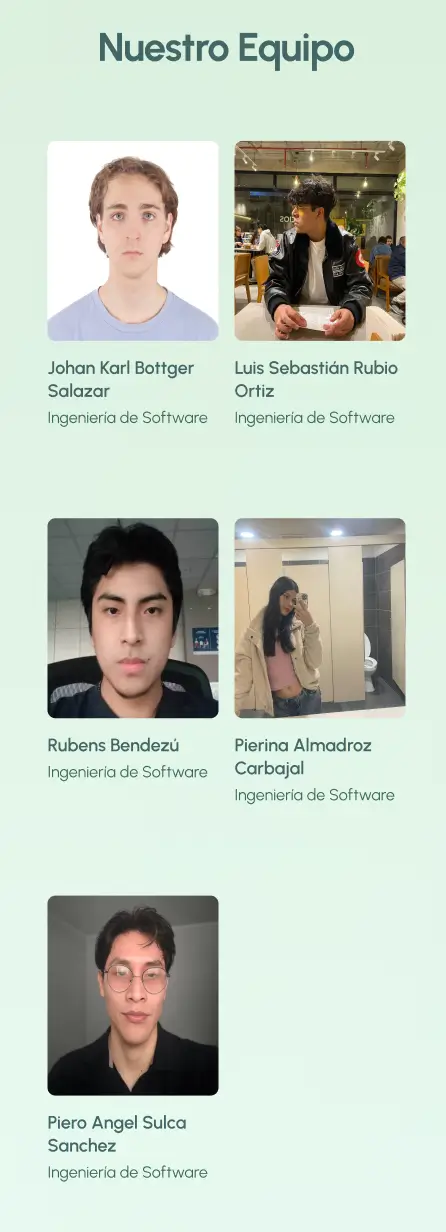 Nuestro Equipo
Johan Karl Bottger
Salazar
Ingeniería de Software
Luis Sebastián Rubio
Ortiz
Ingeniería de Software
Rubens Bendezú
Ingeniería de Software
Pierina Almadroz
Carbajal
Ingeniería de Software
Piero Angel Sulca
Sanchez
Ingeniería de Software